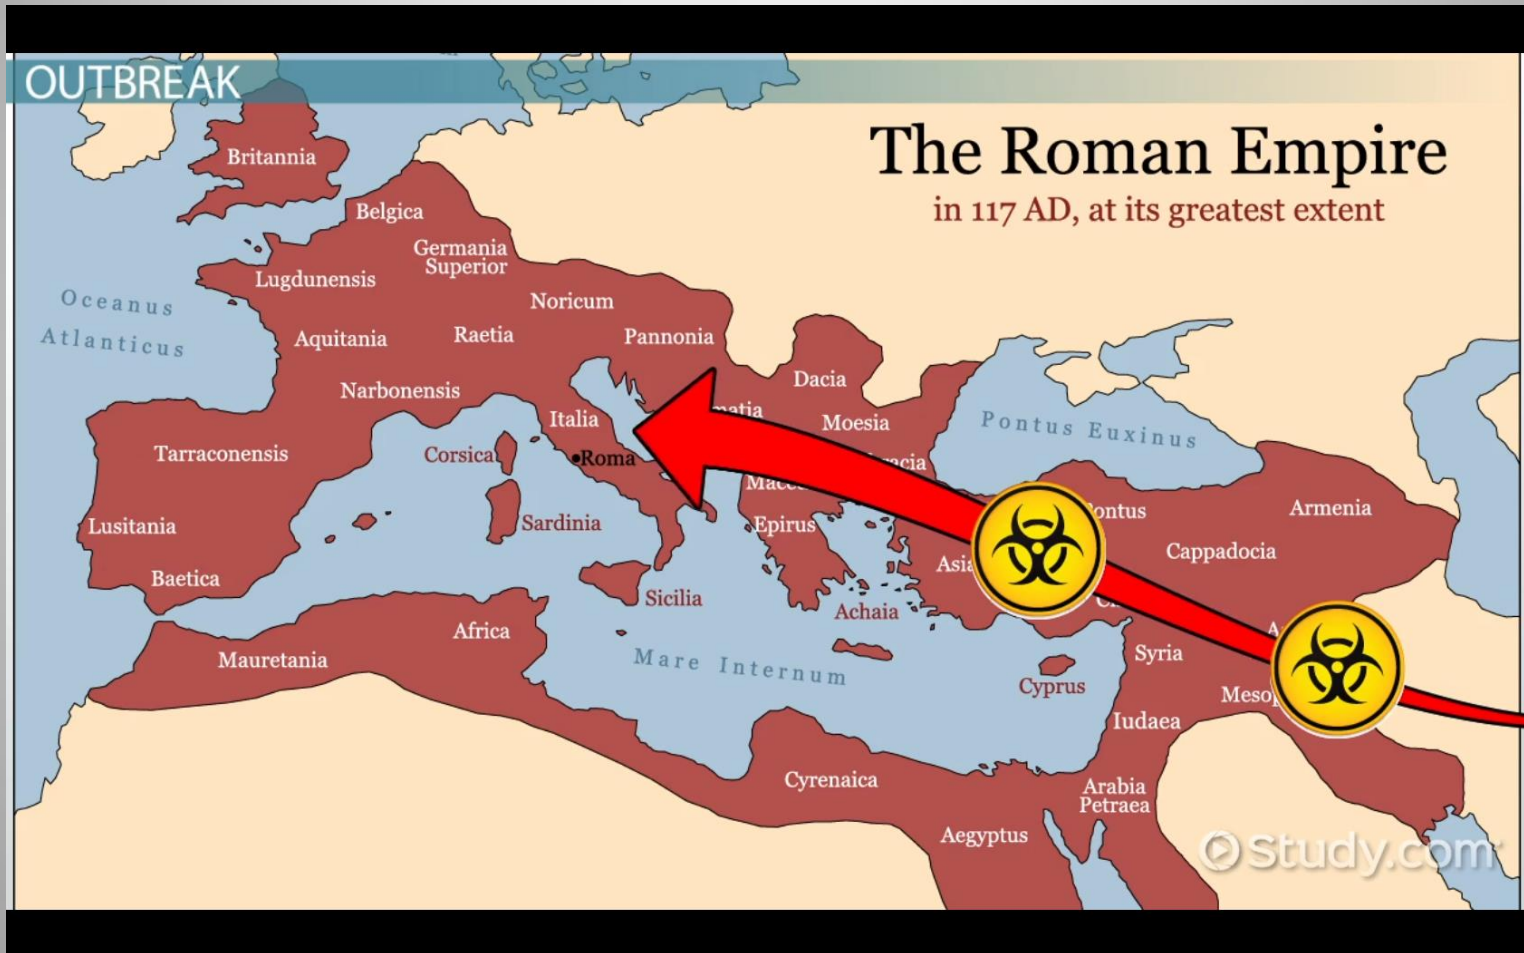 OUTBREAK
The Roman Empire
in 117 AD, at its greatest extent
Britannia
Belgica
Germania
Superior
Lugdunensis
Noricum
Oceanus
Atlanticus
Aquitania
Raetia
Pannonia
Narbonensis
Dacia
Italia
Moesia
Pontus Euxinus
Tarraconensis
Corsica
Roma
Armenia
Lusitania
Sardinia
Epirus
Cappadocia
Baetica
Sicilia
Achaia
Africa
Mauretania
Mare Internum
Syria
Cyprus
Iudaea
Cyrenaica
Arabia
Petraea
Aegyptus
Study.com